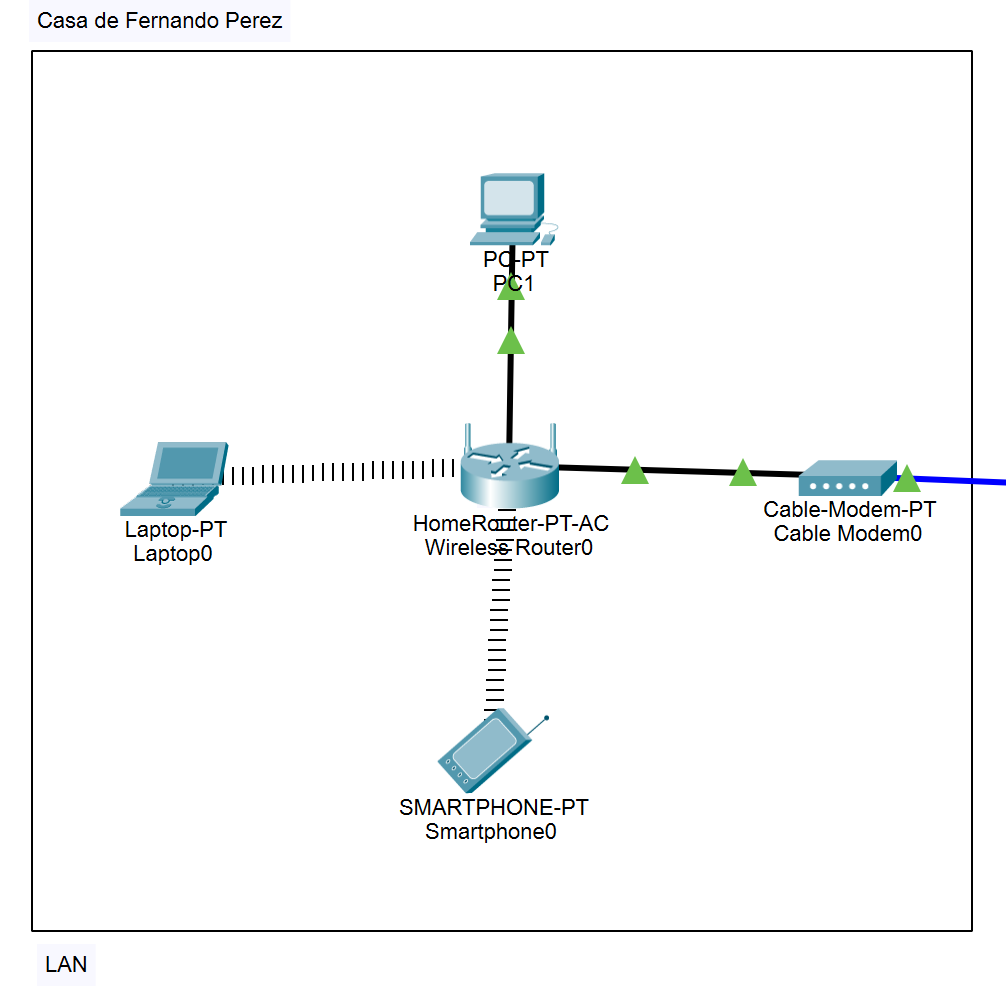 Casa de Fernando Perez
PC-PT
PC1
Laptop-PT
Laptop0
HomeRouter-PT-AC
Wireless Router0
Cable-Modem-PT
Cable Modem0
SMARTPHONE-PT
Smartphone0
LAN